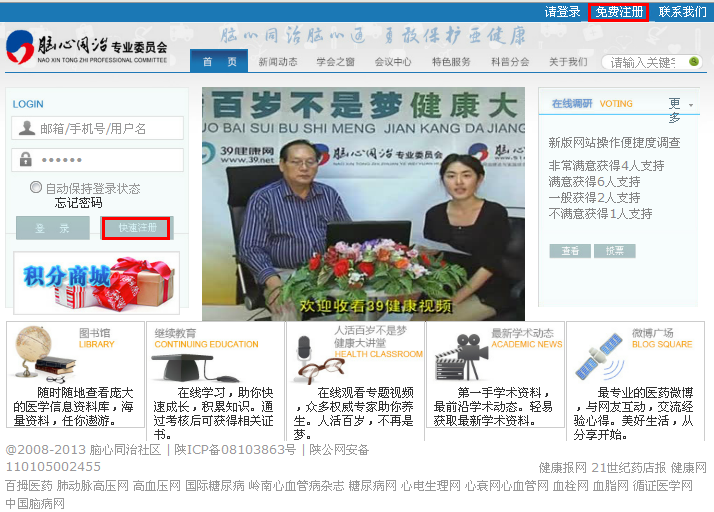 请登录 免费注册 联系我们
脑心同治专业委员会
NAO XIN TONG ZHI PROFESSIONAL COMMITTEE
脑心同治脑心通 勇敢保护亚健康
首 页 新闻动态 学会之窗 会议中心 特色服务 科普分会 关于我们 请输入关键字
LOGIN
邮箱/手机号/用户名
••••••
自动保持登录状态
忘记密码
登 录 快速注册
积分商城
百岁不是梦健康大
UO BAI SUI BU SHI MENG JIAN KANG DA JIANG
39健康网
www.39.net
脑心同治专业委员会
欢迎收看39健康视频
在线调研 VOTING 更多
新版网站操作便捷度调查
非常满意获得4人支持
满意获得6人支持
一般获得2人支持
不满意获得1人支持
查看 投票
图书馆
LIBRARY
随时随地查看庞大
的医学信息资料库，海
量资料，任你遨游。
继续教育
CONTINUING EDUCATION
在线学习，助你快
速成长，积累知识。通
过考核后可获得相关证
书。
人活百岁不是梦
健康大讲堂
HEALTH CLASSROOM
在线观看专题视频
，众多权威专家助你养
生。人活百岁，不再是
梦。
最新学术动态
ACADEMIC NEWS
第一手学术资料，
最前沿学术动态。轻易
获取最新学术资料。
微博广场
BLOG SQUARE
最专业的医药微博
，与网友互动，交流经
验心得。美好生活，从
分享开始。
@2008-2013 脑心同治社区 | 陕ICP备08103863号 | 陕公网安备
110105002455
健康报网 21世纪药店报 健康网
百拇医药 肺动脉高压网 高血压网 国际糖尿病 岭南心血管病杂志 糖尿病网 心电生理网 心衰网心血管网 血栓网 血脂网 循证医学网
中国脑病网